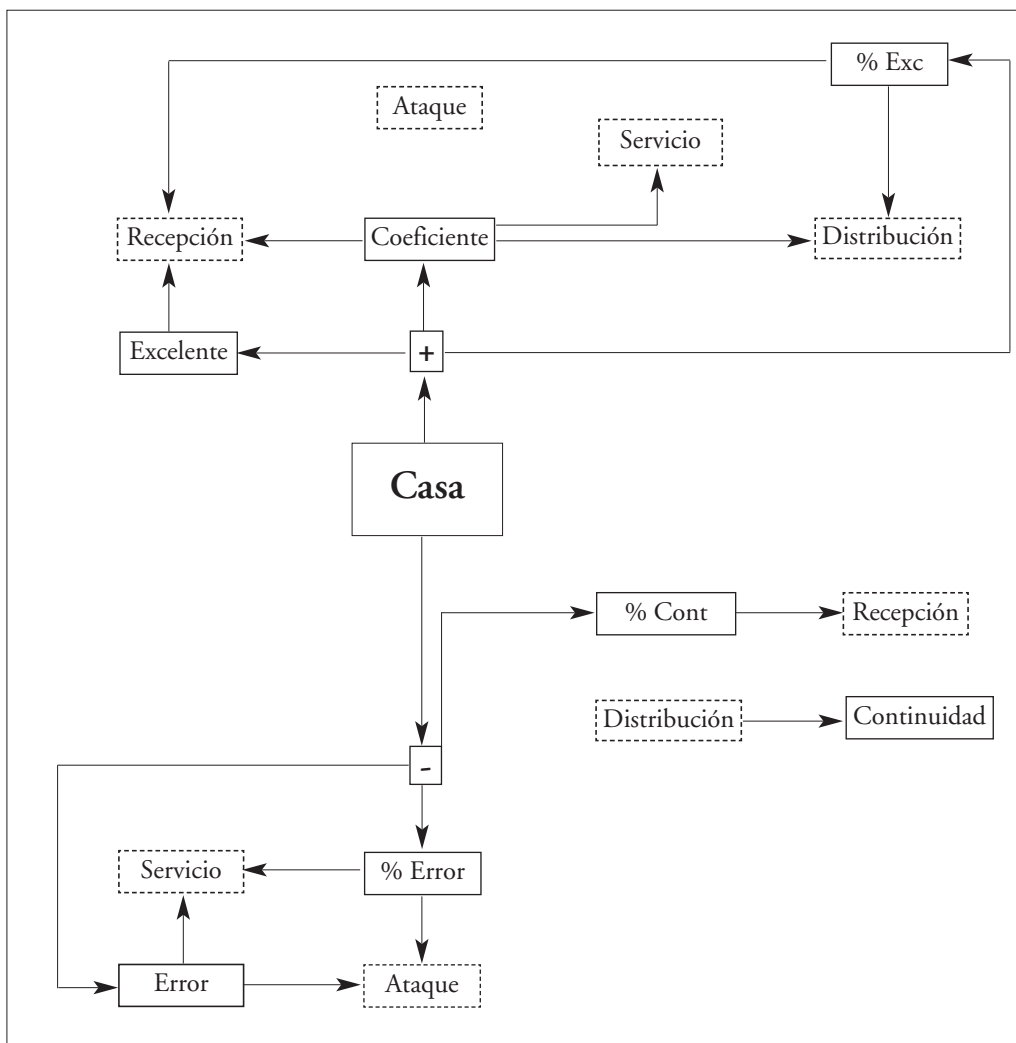 % Exc
Ataque
Servicio
Recepción
Coeficiente
Distribución
Excelente
+
Casa
% Cont
Recepción
Distribución
Continuidad
-
Servicio
% Error
Error
Ataque